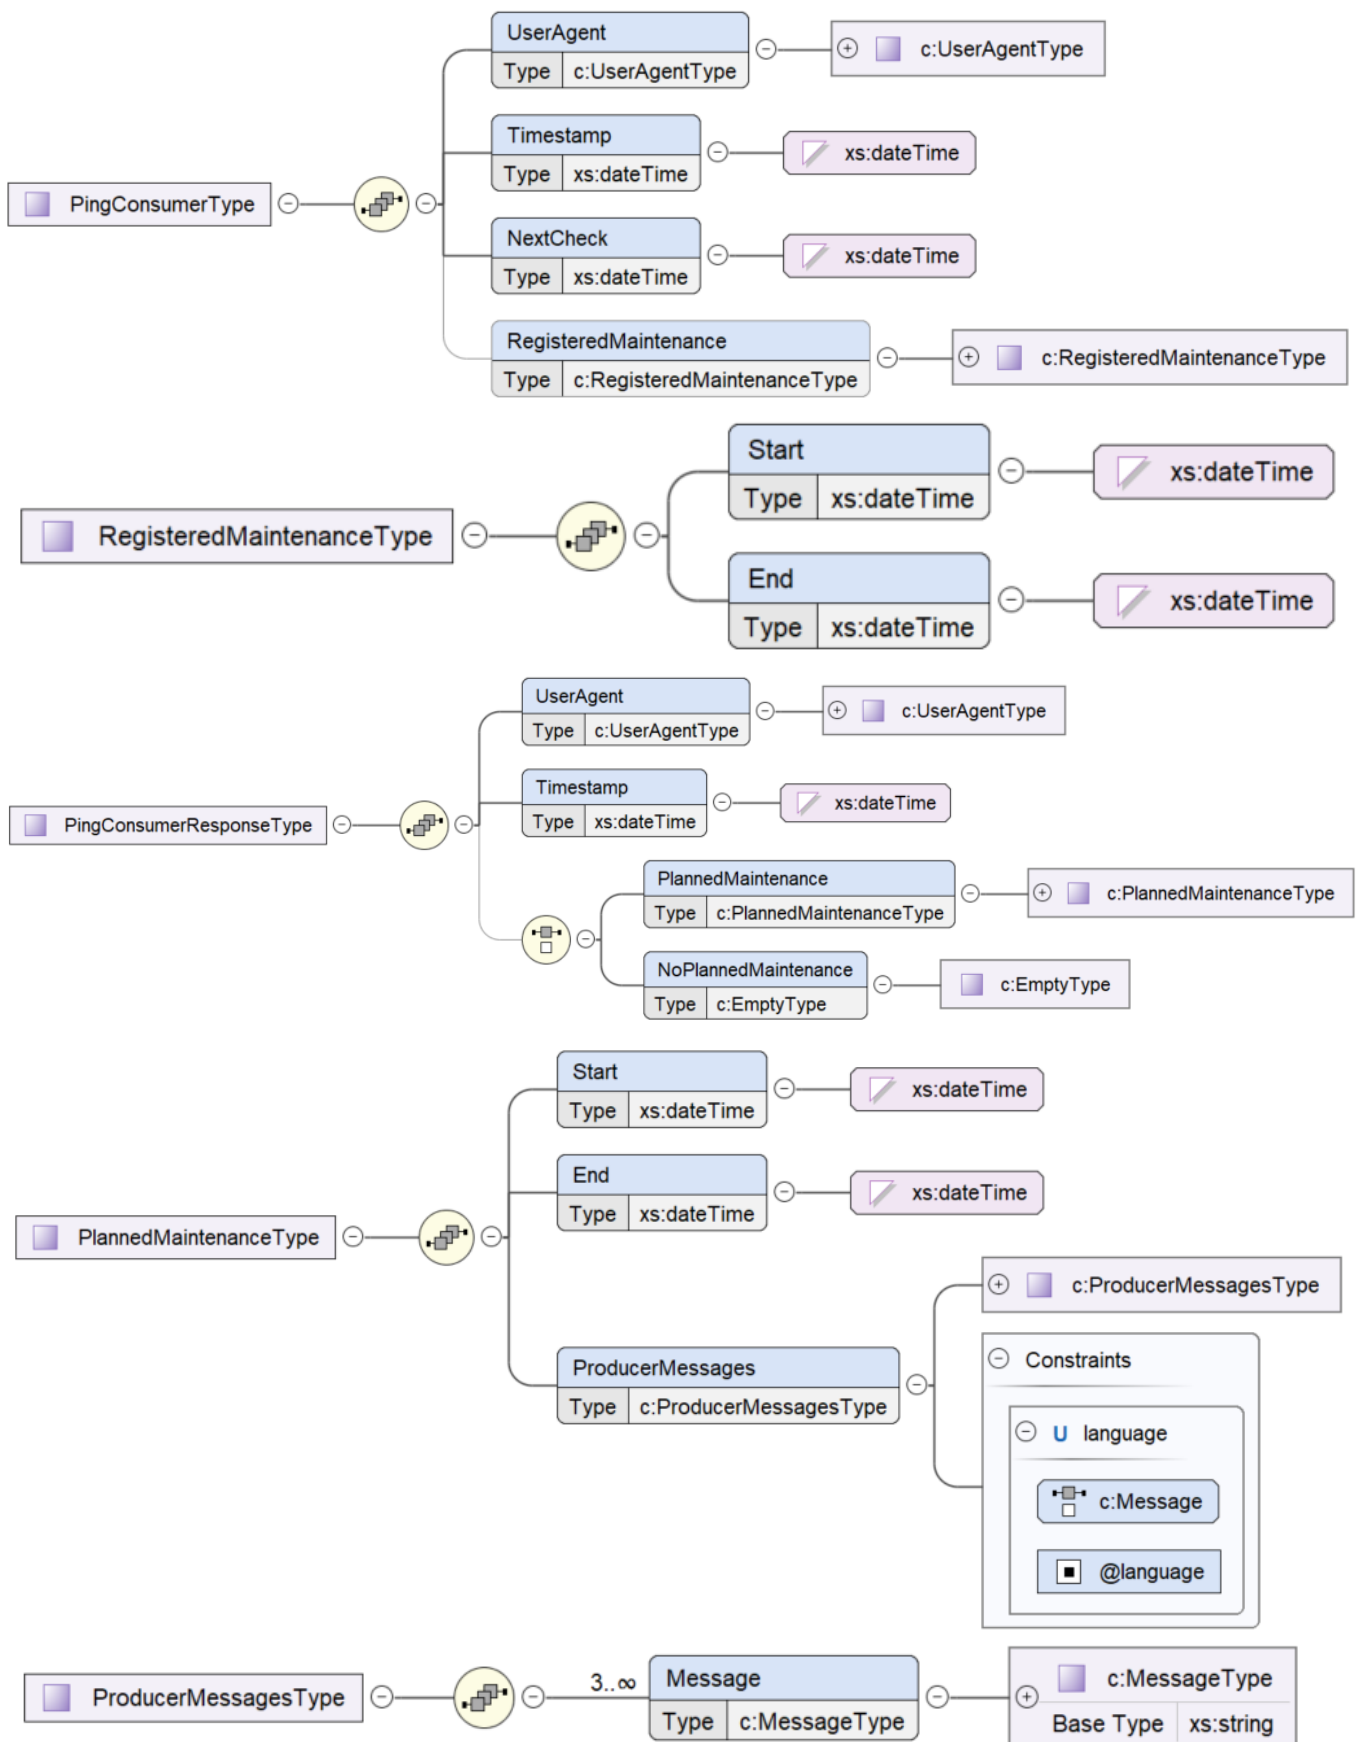 UserAgent
Type c:UserAgentType
c:UserAgentType
Timestamp
Type xs:dateTime
xs:dateTime
PingConsumerType
NextCheck
Type xs:dateTime
xs:dateTime
RegisteredMaintenance
Type c:RegisteredMaintenanceType
c:RegisteredMaintenanceType
Start
Type xs:dateTime
xs:dateTime
RegisteredMaintenanceType
End
Type xs:dateTime
xs:dateTime
UserAgent
Type c:UserAgentType
c:UserAgentType
Timestamp
Type xs:dateTime
xs:dateTime
PingConsumerResponseType
PlannedMaintenance
Type c:PlannedMaintenanceType
c:PlannedMaintenanceType
NoPlannedMaintenance
Type c:EmptyType
c:EmptyType
Start
Type xs:dateTime
xs:dateTime
End
Type xs:dateTime
xs:dateTime
PlannedMaintenanceType
c:ProducerMessagesType
ProducerMessages
Type c:ProducerMessagesType
Constraints
U language
c:Message
@language
ProducerMessagesType
3..∞
Message
Type c:MessageType
c:MessageType
Base Type xs:string